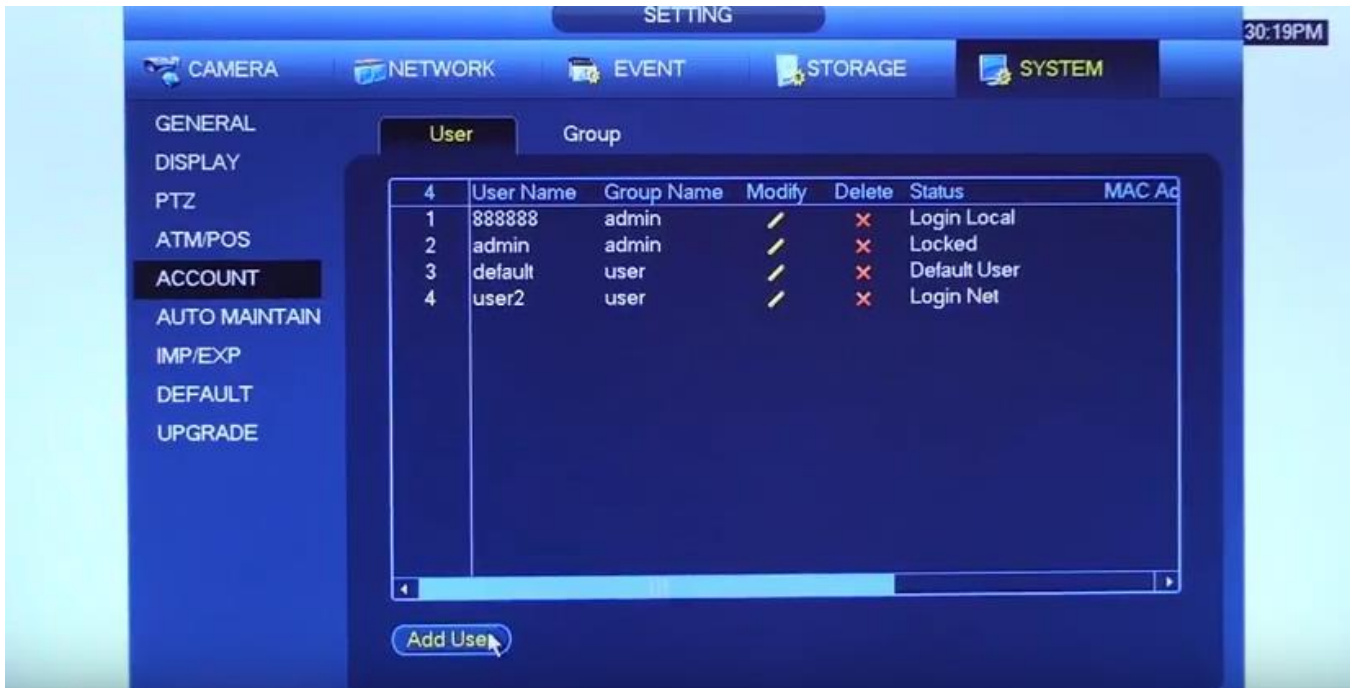 SETTING
30:19PM
CAMERA NETWORK EVENT STORAGE SYSTEM
GENERAL
DISPLAY
PTZ
ATM/POS
ACCOUNT
AUTO MAINTAIN
IMP/EXP
DEFAULT
UPGRADE
User Group
4 User Name Group Name Modify Delete Status MAC Ad
1 888888 admin Login Local
2 admin admin Locked
3 default user Default User
4 user2 user Login Net
Add User